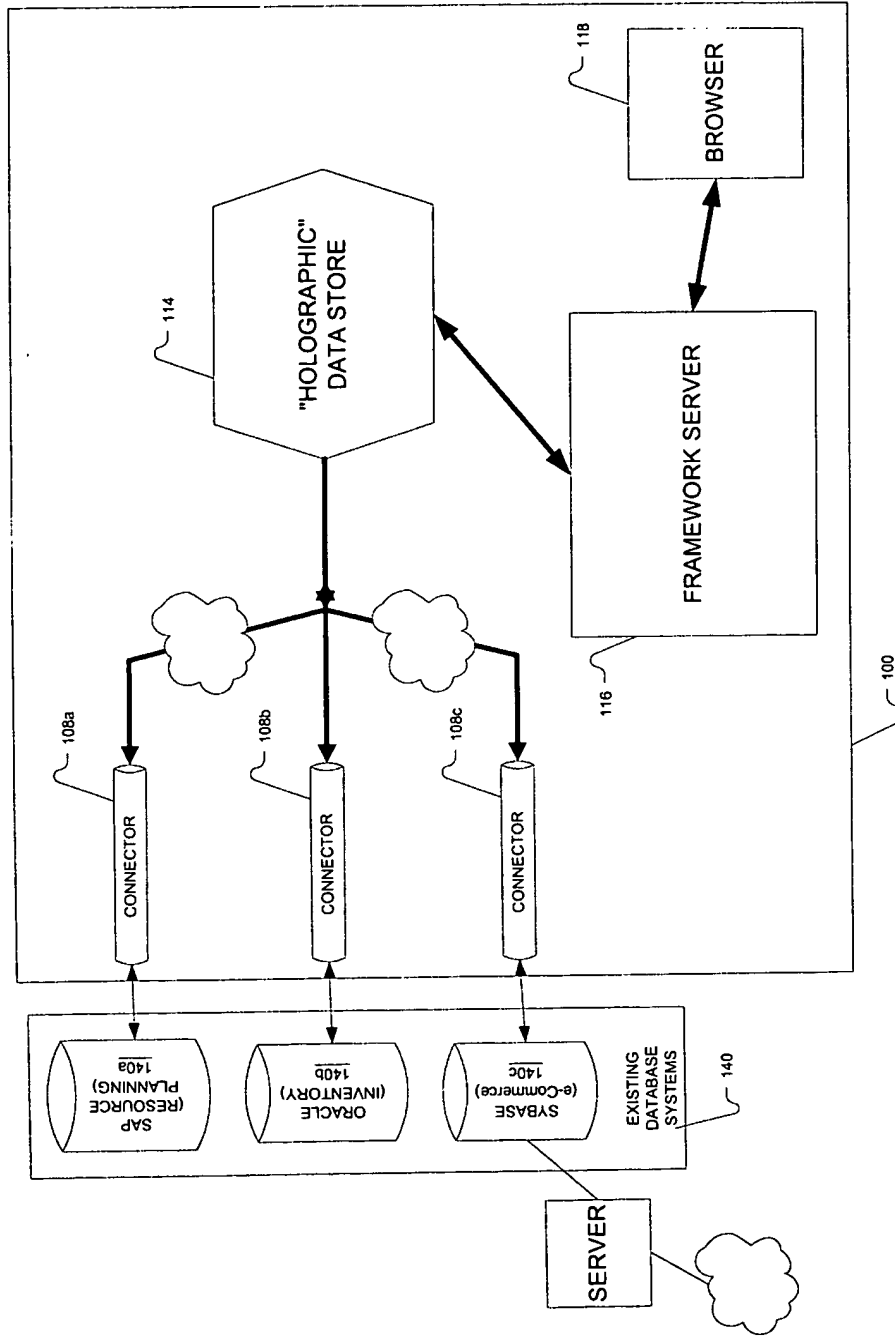 SAP
(RESOURCE
PLANNING)
140a
ORACLE
(INVENTORY)
140b
SYBASE
(e-Commerce)
140c
EXISTING
DATABASE
SYSTEMS
140
SERVER
CONNECTOR
108a
CONNECTOR
108b
CONNECTOR
108c
"HOLOGRAPHIC"
DATA STORE
114
FRAMEWORK SERVER
116
BROWSER
118
100